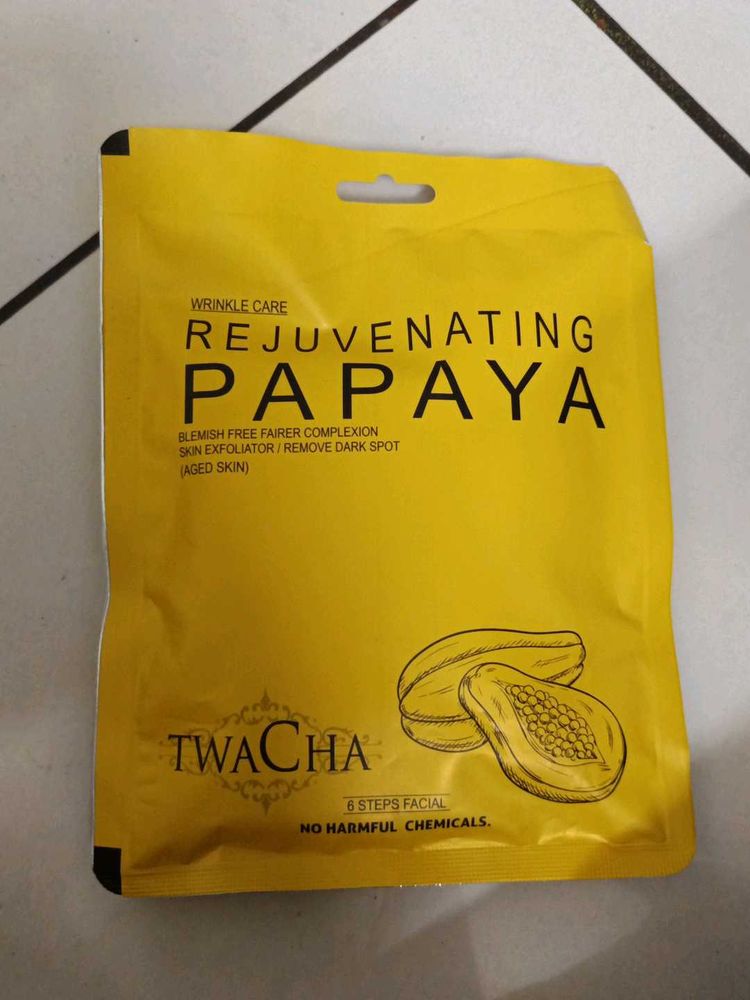 WRINKLE CARE
REJUVENATING
PAPAYA
BLEMISH FREE FAIRER COMPLEXION
SKIN EXFOLIATOR / REMOVE DARK SPOT
(AGED SKIN)
TWACHA
6 STEPS FACIAL
NO HARMFUL CHEMICALS.